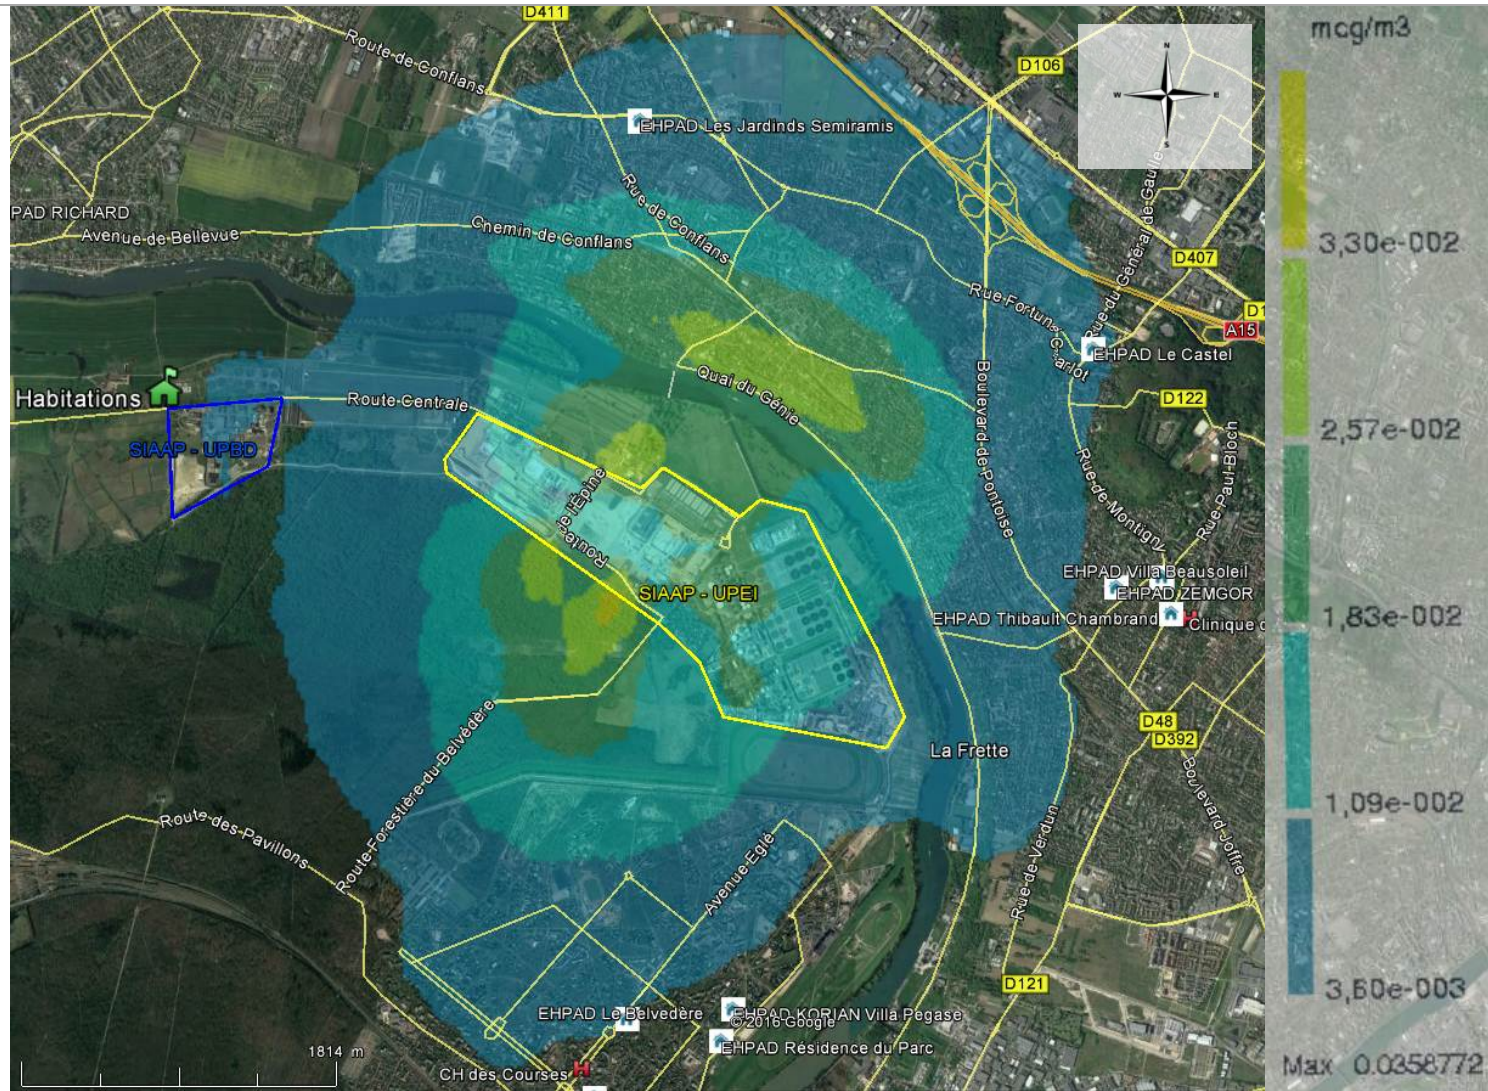 D411
mcg/m3
Route de Conflans
N
D106
W
E
S
EHPAD Les Jardinds Semiramis
Rue du Général de Gaulle
Rue de Conflans
PAD RICHARD
Avenue de Bellevue
Chemin de Conflans
3,30e-002
D407
Rue Fortune Charlot
D1
A15
EHPAD Le Castel
Quai du Génie
Boulevard de Pontoise
Habitations
Route Centrale
D122
2,57e-002
SIAAP - UPBD
Rue de Montigny
Rue Paul Bloch
Route de l'Épine
EHPAD Villa Beausoleil
SIAAP - UPEI
EHPAD ZEMGOR
EHPAD Thibault Chambrand
H
Clinique d
1,83e-002
Route Forestière du Belvédère
D48
D392
La Frette
Boulevard Joffre
1,09e-002
Route des Pavillons
Avenue Eglé
Rue de Verdun
D121
3,60e-003
EHPAD Le Belvedère
EHPAD KORIAN Villa Pegase
©2016 Google
EHPAD Résidence du Parc
1814 m
CH des Courses
H
Max 0.0358772